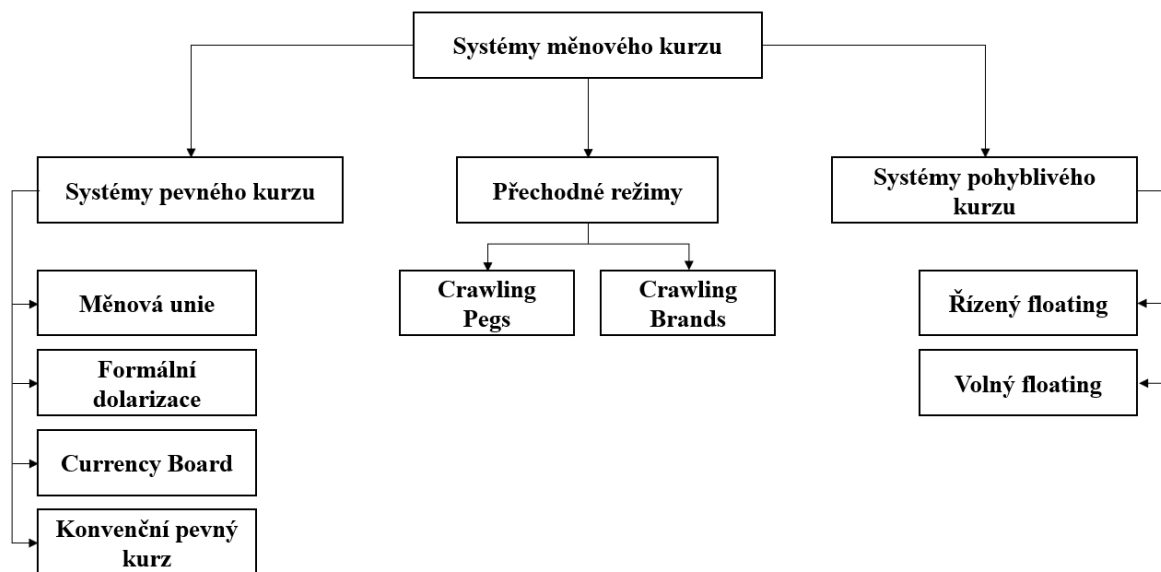 Systémy měnového kurzu
Systémy pevného kurzu
Přechodné režimy
Systémy pohyblivého
kurzu
Měnová unie
Formální
dolarizace
Currency Board
Konvenční pevný
kurz
Crawling
Pegs
Crawling
Brands
Řízený floating
Volný floating